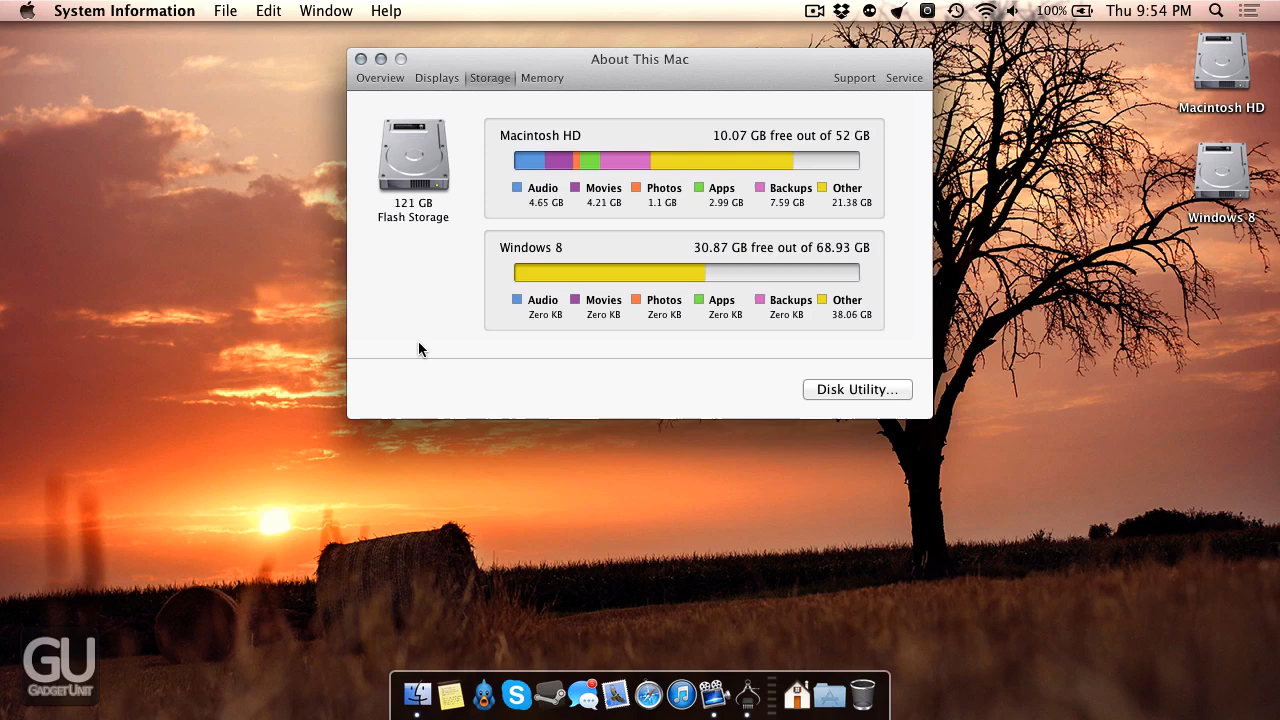 System Information File Edit Window Help 100% Thu 9:54 PM
About This Mac
Overview Displays Storage Memory Support Service
Macintosh HD
Windows 8
121 GB
Flash Storage
Macintosh HD 10.07 GB free out of 52 GB
Audio Movies Photos Apps Backups Other
4.65 GB 4.21 GB 1.1 GB 2.99 GB 7.59 GB 21.38 GB
Windows 8 30.87 GB free out of 68.93 GB
Audio Movies Photos Apps Backups Other
Zero KB Zero KB Zero KB Zero KB Zero KB 38.06 GB
Disk Utility...
GU
GADGETUNIT